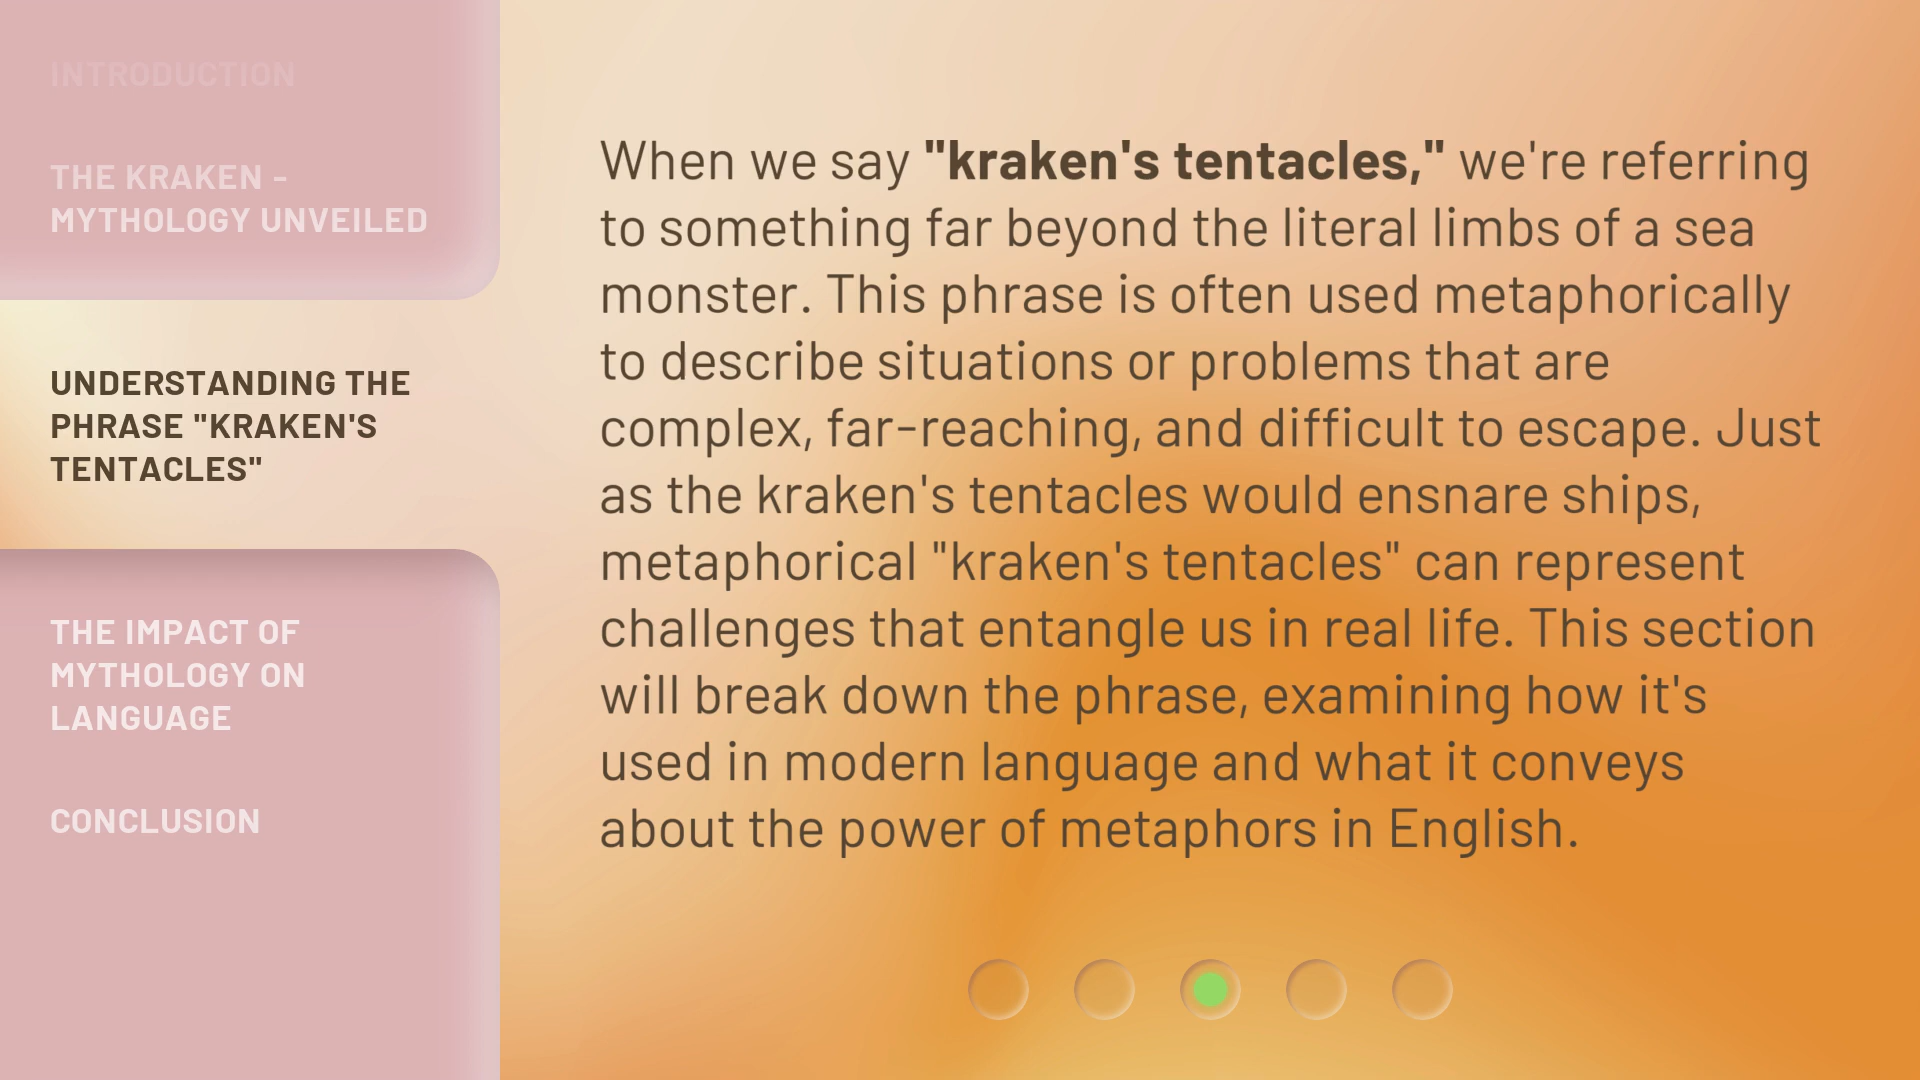 INTRODUCTION
THE KRAKEN –
MYTHOLOGY UNVEILED
UNDERSTANDING THE
PHRASE "KRAKEN'S
TENTACLES"
THE IMPACT OF
MYTHOLOGY ON
LANGUAGE
CONCLUSION
When we say "kraken's tentacles," we're referring
to something far beyond the literal limbs of a sea
monster. This phrase is often used metaphorically
to describe situations or problems that are
complex, far-reaching, and difficult to escape. Just
as the kraken's tentacles would ensnare ships,
metaphorical "kraken's tentacles" can represent
challenges that entangle us in real life. This section
will break down the phrase, examining how it's
used in modern language and what it conveys
about the power of metaphors in English.